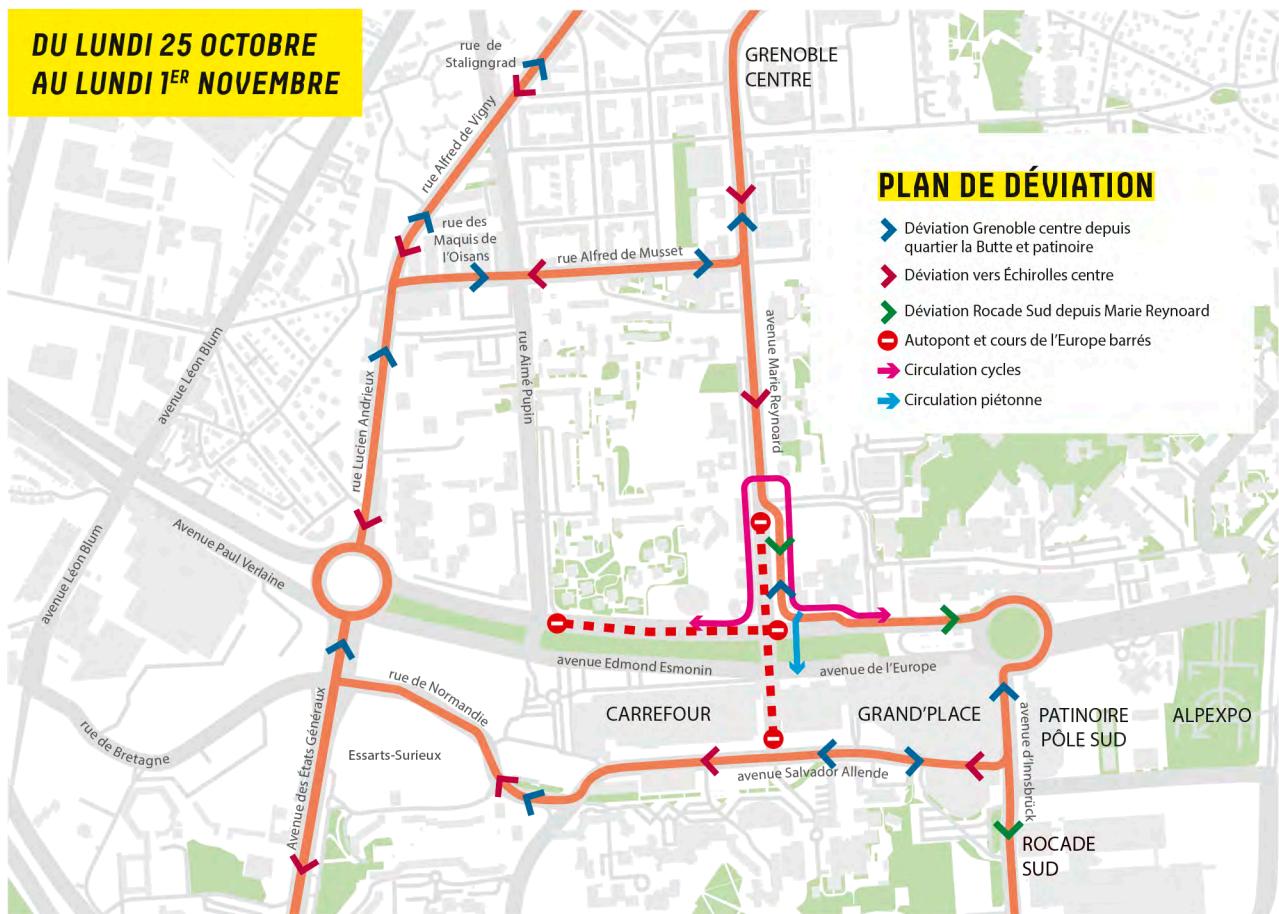 DU LUNDI 25 OCTOBRE
AU LUNDI 1ER NOVEMBRE
rue de
Staligngrad
GRENOBLE
CENTRE
rue Alfred de Vigny
PLAN DE DÉVIATION
Déviation Grenoble centre depuis
quartier la Butte et patinoire
Déviation vers Échirolles centre
Déviation Rocade Sud depuis Marie Reynoard
Autopont et cours de l'Europe barrés
Circulation cycles
Circulation piétonne
rue des
Maquis de
l'Oisans
rue Alfred de Musset
avenue Léon Blum
rue Aimé Pupin
avenue Marie Reynoard
rue Lucien Andrieux
Avenue Paul Verlaine
avenue Léon Blum
avenue Edmond Esmonin
avenue de l'Europe
rue de Normandie
CARREFOUR
GRAND'PLACE
PATINOIRE
PÔLE SUD
ALPEXPO
rue de Bretagne
Avenue des États Généraux
Essarts-Surieux
avenue Salvador Allende
avenue d'Innsbrück
ROCADE
SUD